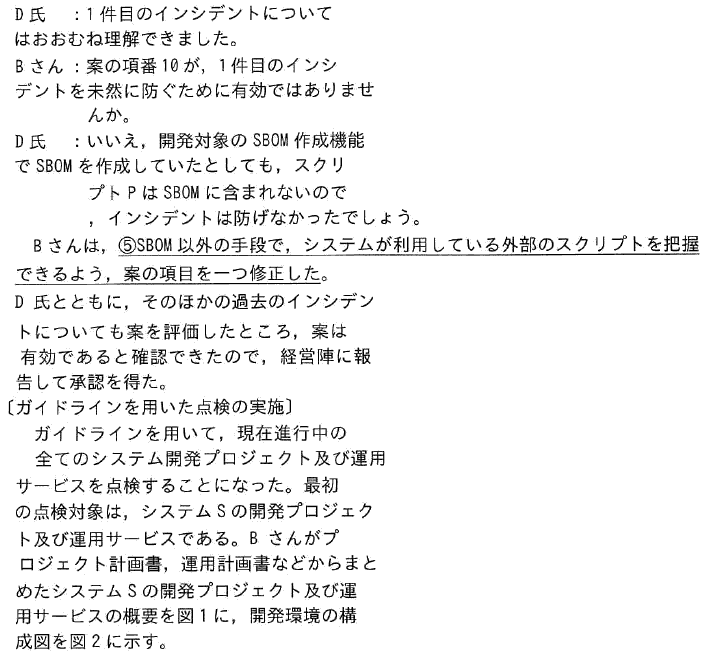 D氏　：1件目のインシデントについて
はおおむね理解できました。
Bさん：案の項番10が，1件目のインシ
デントを未然に防ぐために有効ではありませ
んか。
D氏　：いいえ，開発対象のSBOM作成機能
でSBOMを作成していたとしても，スクリ
プトPはSBOMに含まれないので
，インシデントは防げなかったでしょう。
Bさんは，⑤SBOM以外の手段で，システムが利用している外部のスクリプトを把握
できるよう，案の項目を一つ修正した。
D氏とともに，そのほかの過去のインシデン
トについても案を評価したところ，案は
有効であると確認できたので，経営陣に報
告して承認を得た。
〔ガイドラインを用いた点検の実施〕
ガイドラインを用いて，現在進行中の
全てのシステム開発プロジェクト及び運用
サービスを点検することになった。最初
の点検対象は，システムSの開発プロジェク
ト及び運用サービスである。Bさんがプ
ロジェクト計画書，運用計画書などからまと
めたシステムSの開発プロジェクト及び運
用サービスの概要を図1に，開発環境の構
成図を図2に示す。